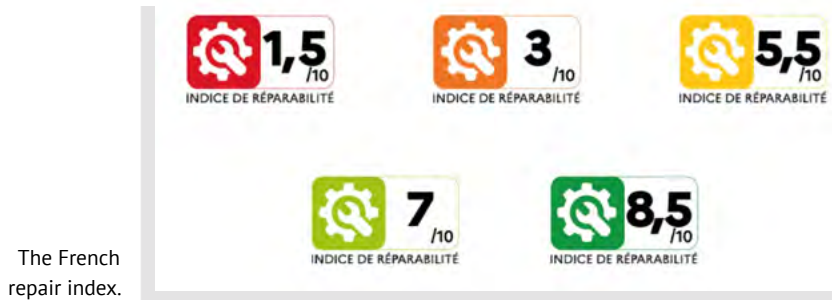 1,5
/10
INDICE DE RÉPARABILITÉ
3
/10
INDICE DE RÉPARABILITÉ
5,5
/10
INDICE DE RÉPARABILITÉ
7
/10
INDICE DE RÉPARABILITÉ
8,5
/10
INDICE DE RÉPARABILITÉ
The French
repair index.